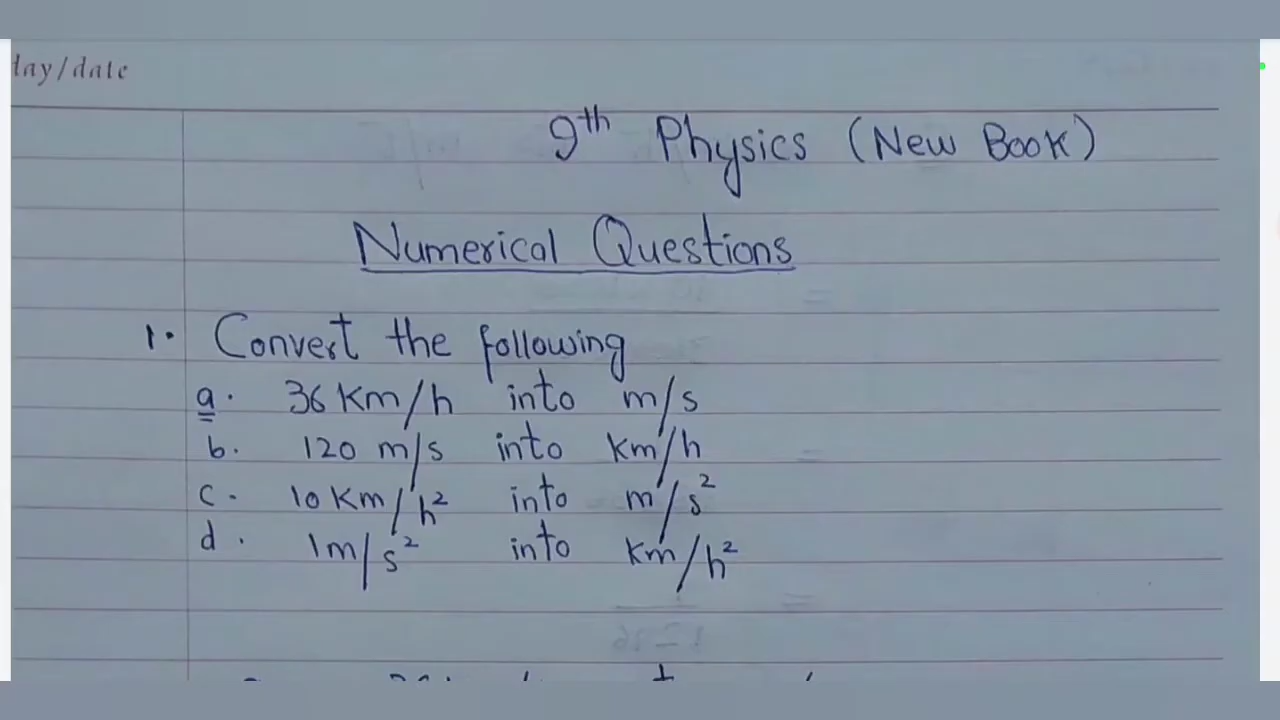 day/date
9th Physics (New Book)
Numerical Questions
1. Convert the following
a. 36 Km/h into m/s
b. 120 m/s into Km/h
c. 10 Km/h² into m/s²
d. 1m/s² into Km/h²